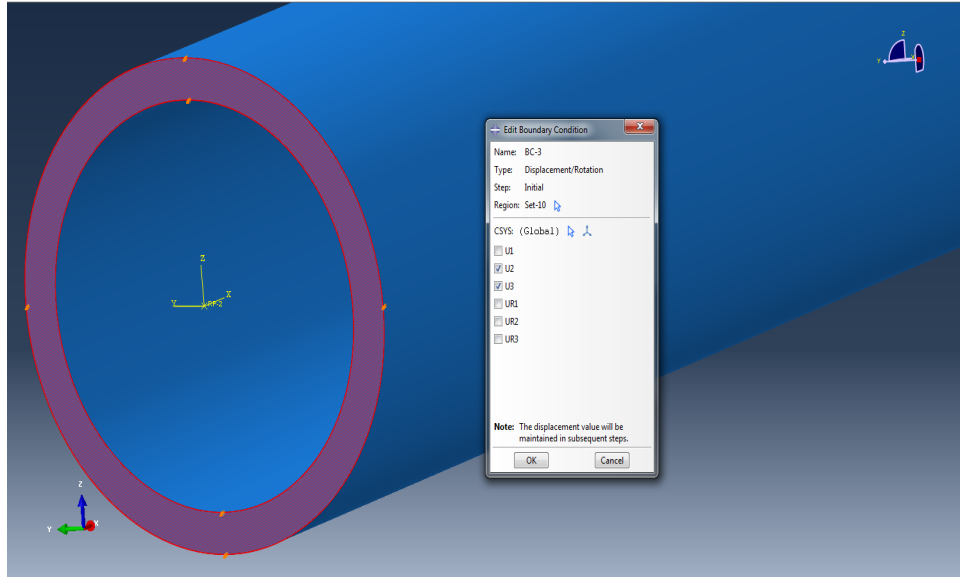 Z
Y
X
Edit Boundary Condition
Name: BC-3
Type: Displacement/Rotation
Step: Initial
Region: Set-10
CSYS: (Global)
U1
U2
U3
UR1
UR2
UR3
Note: The displacement value will be
maintained in subsequent steps.
OK Cancel
Z
Y X
RP-2
Z
Y X